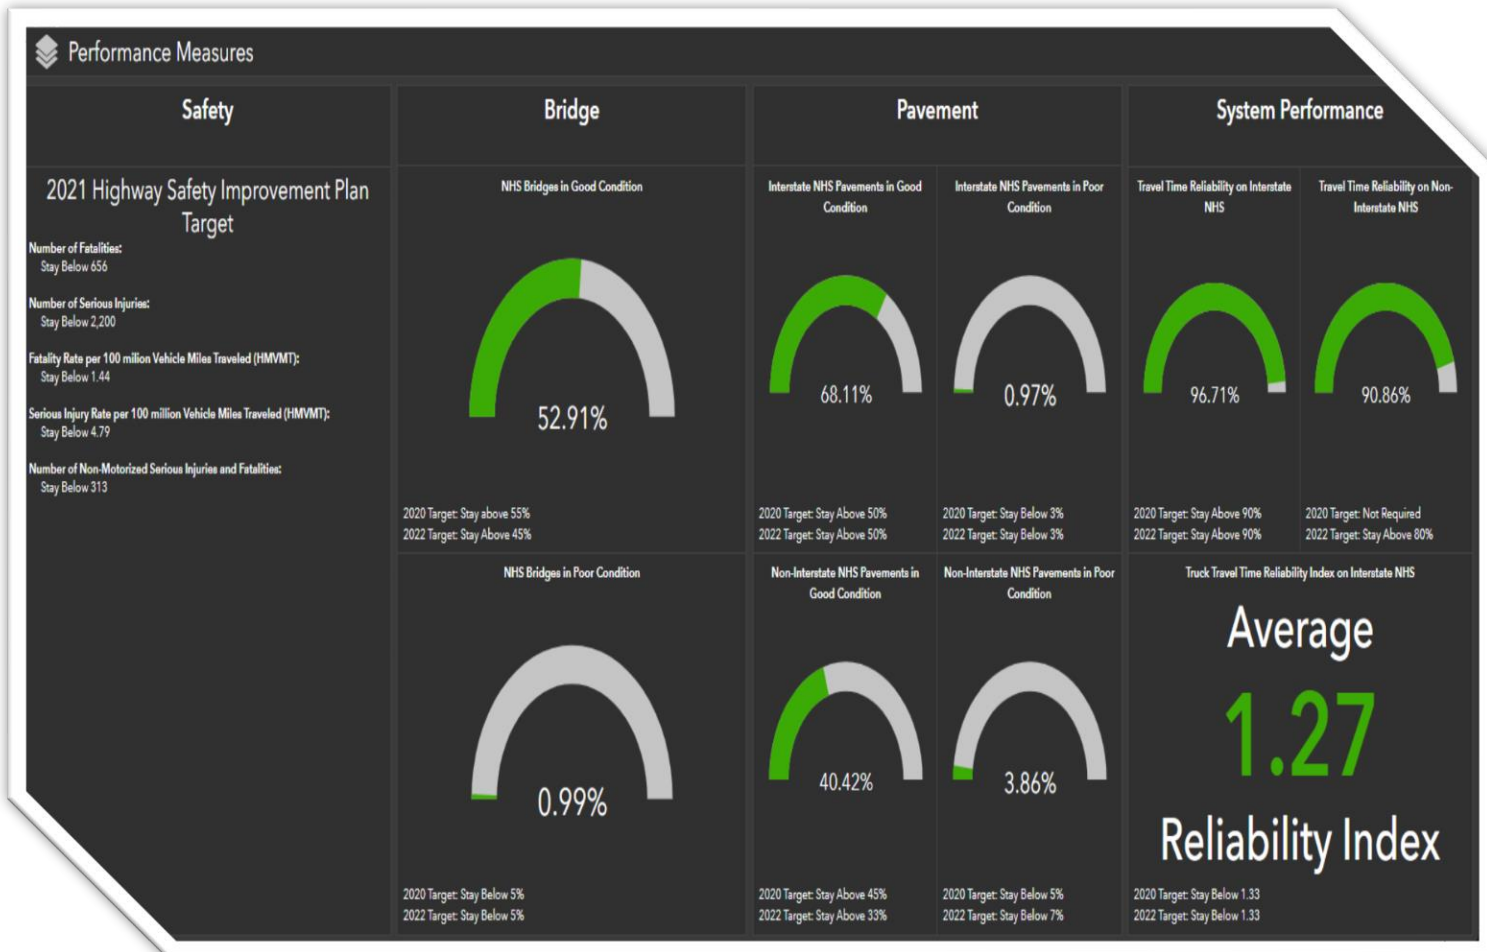 Performance Measures
Safety
2021 Highway Safety Improvement Plan
Target
Number of Fatalities:
Stay Below 656
Number of Serious Injuries:
Stay Below 2,200
Fatality Rate per 100 milion Vehicle Miles Traveled (HMVMT):
Stay Below 1.44
Serious Injury Rate per 100 million Vehicle Miles Traveled (HMVMT):
Stay Below 4.79
Number of Non-Motorized Serious Injuries and Fatalities:
Stay Below 313
Bridge
NHS Bridges in Good Condition
52.91%
2020 Target: Stay above 55%
2022 Target: Stay Above 45%
NHS Bridges in Poor Condition
0.99%
2020 Target: Stay Below 5%
2022 Target: Stay Below 5%
Pavement
Interstate NHS Pavements in Good
Condition
68.11%
2020 Target: Stay Above 50%
2022 Target: Stay Above 50%
Interstate NHS Pavements in Poor
Condition
0.97%
2020 Target: Stay Below 3%
2022 Target: Stay Below 3%
Non-Interstate NHS Pavements in
Good Condition
40.42%
2020 Target: Stay Above 45%
2022 Target: Stay Above 33%
Non-Interstate NHS Pavements in Poor
Condition
3.86%
2020 Target: Stay Below 5%
2022 Target: Stay Below 7%
System Performance
Travel Time Reliability on Interstate
NHS
96.71%
2020 Target: Stay Above 90%
2022 Target: Stay Above 90%
Travel Time Reliability on Non-
Interstate NHS
90.86%
2020 Target: Not Required
2022 Target: Stay Above 80%
Truck Travel Time Reliability Index on Interstate NHS
Average
1.27
Reliability Index
2020 Target: Stay Below 1.33
2022 Target: Stay Below 1.33